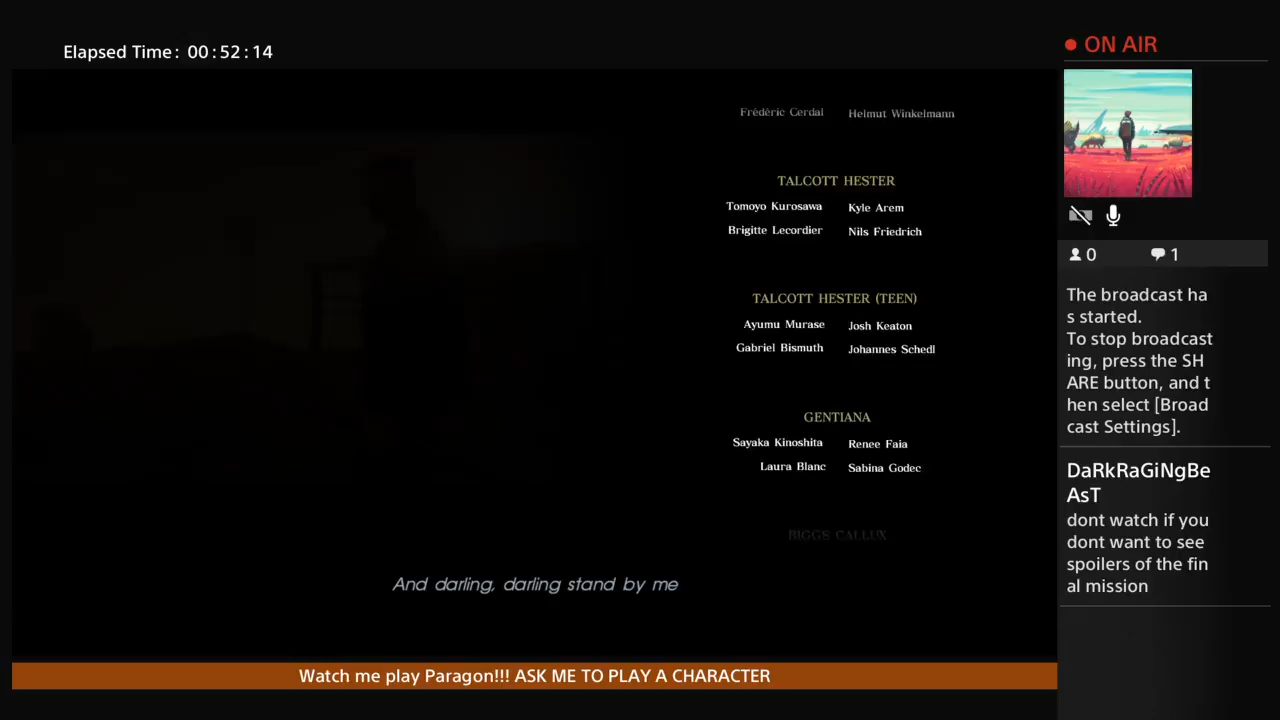 Elapsed Time: 00:52:14
ON AIR
Frédéric Cerdal Helmut Winkelmann
TALCOTT HESTER
Tomoyo Kurosawa Kyle Arem
Brigitte Lecordier Nils Friedrich
TALCOTT HESTER (TEEN)
Ayumu Murase Josh Keaton
Gabriel Bismuth Johannes Schedl
GENTIANA
Sayaka Kinoshita Renee Faia
Laura Blanc Sabina Godec
BIGGS CALLUX
And darling, darling stand by me
Watch me play Paragon!!! ASK ME TO PLAY A CHARACTER
0 1
The broadcast ha
s started.
To stop broadcast
ing, press the SH
ARE button, and t
hen select [Broad
cast Settings].
DaRkRaGiNgBe
AsT
dont watch if you
dont want to see
spoilers of the fin
al mission